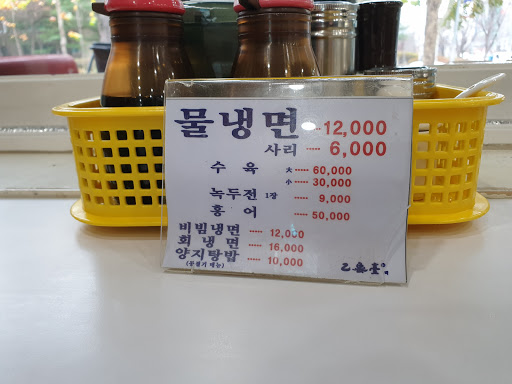 물냉면 ····12,000
사리 ···· 6,000
수육 大 ···· 60,000
小 ···· 30,000
녹두전 1장 ····· 9,000
홍어 ····· 50,000
비빔냉면 ····· 12,000
회냉면 ····· 16,000
양지탕밥 ····· 10,000